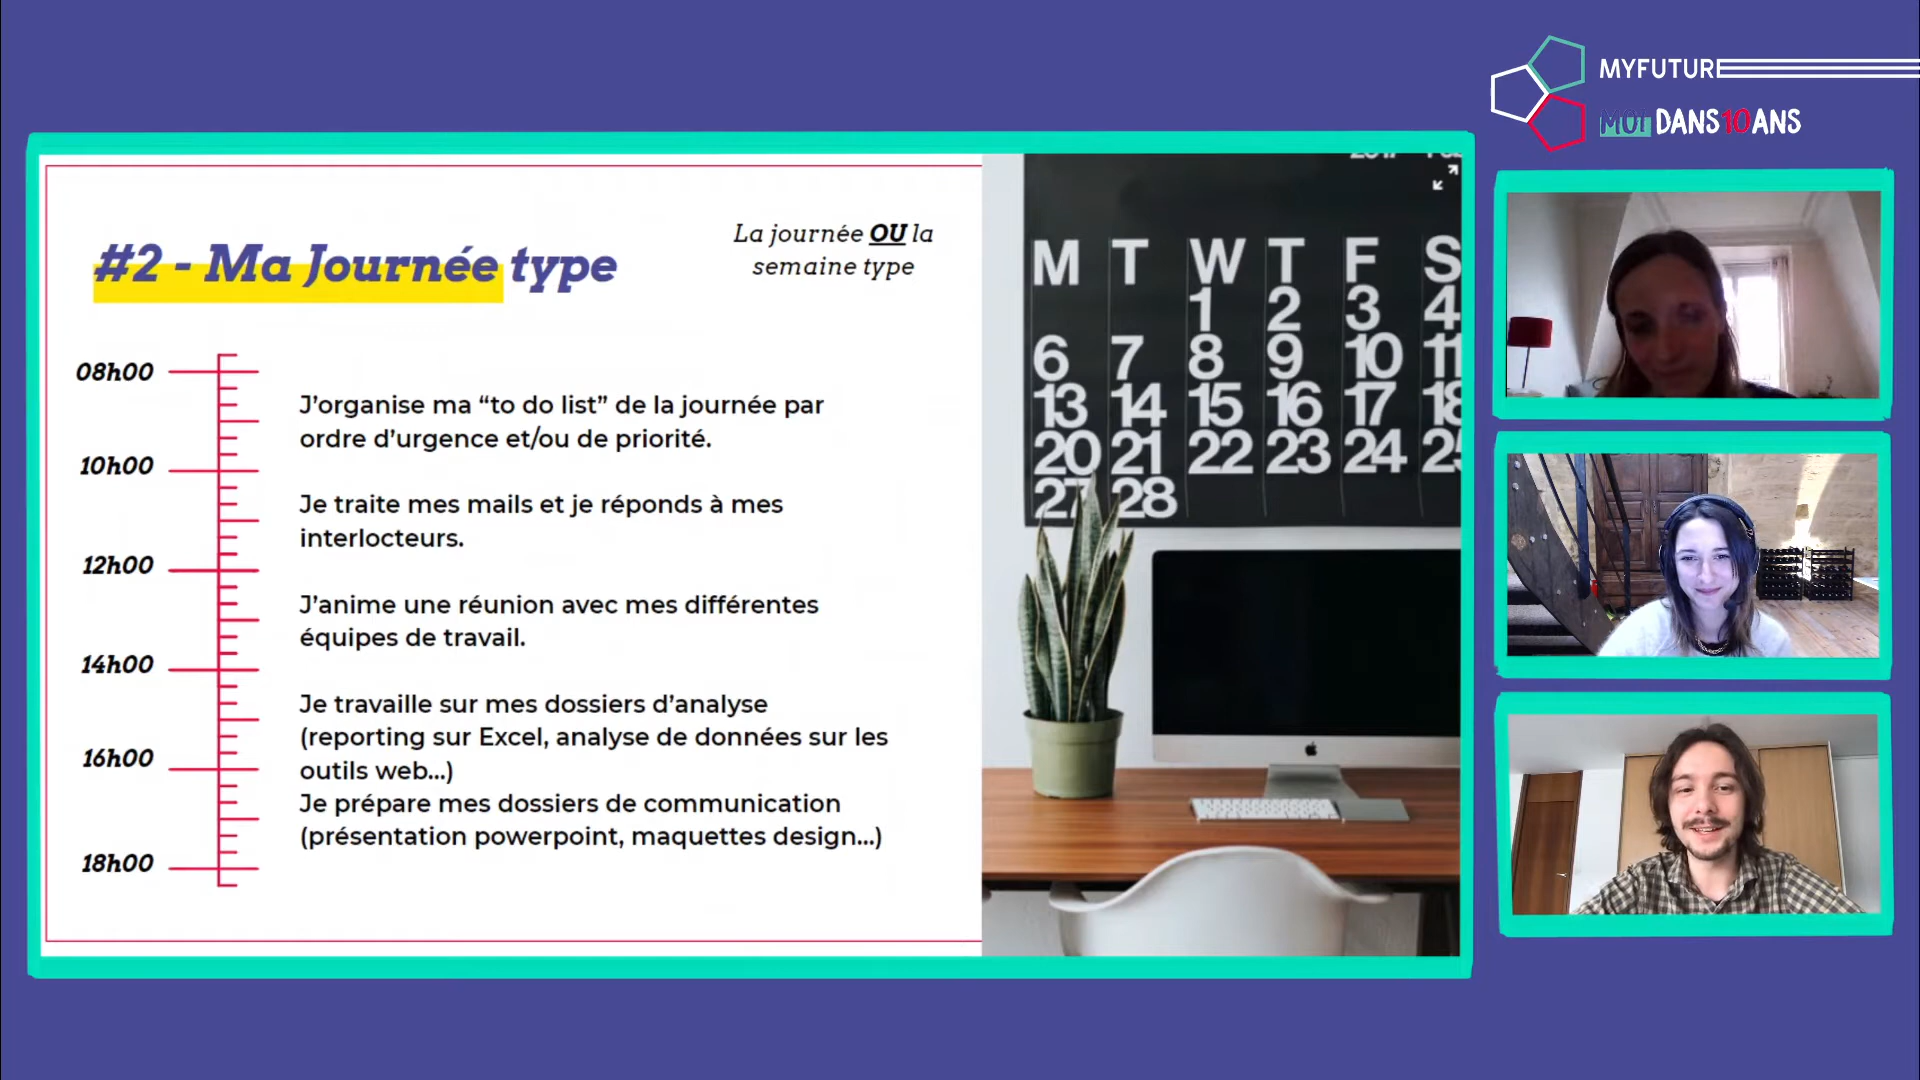 MYFUTURE
MOI DANS 10 ANS
#2 - Ma Journée type
La journée OU la
semaine type
08h00
10h00
12h00
14h00
16h00
18h00
J’organise ma “to do list” de la journée par
ordre d’urgence et/ou de priorité.
Je traite mes mails et je réponds à mes
interlocteurs.
J’anime une réunion avec mes différentes
équipes de travail.
Je travaille sur mes dossiers d’analyse
(reporting sur Excel, analyse de données sur les
outils web...)
Je prépare mes dossiers de communication
(présentation powerpoint, maquettes design...)
M T W T F S
1 2 3 4
6 7 8 9 10 11
13 14 15 16 17 18
20 21 22 23 24 25
27 28